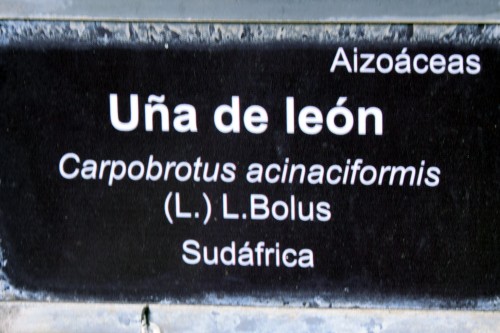 Aizoáceas
Uña de león
Carpobrotus acinaciformis
(L.) L.Bolus
Sudáfrica